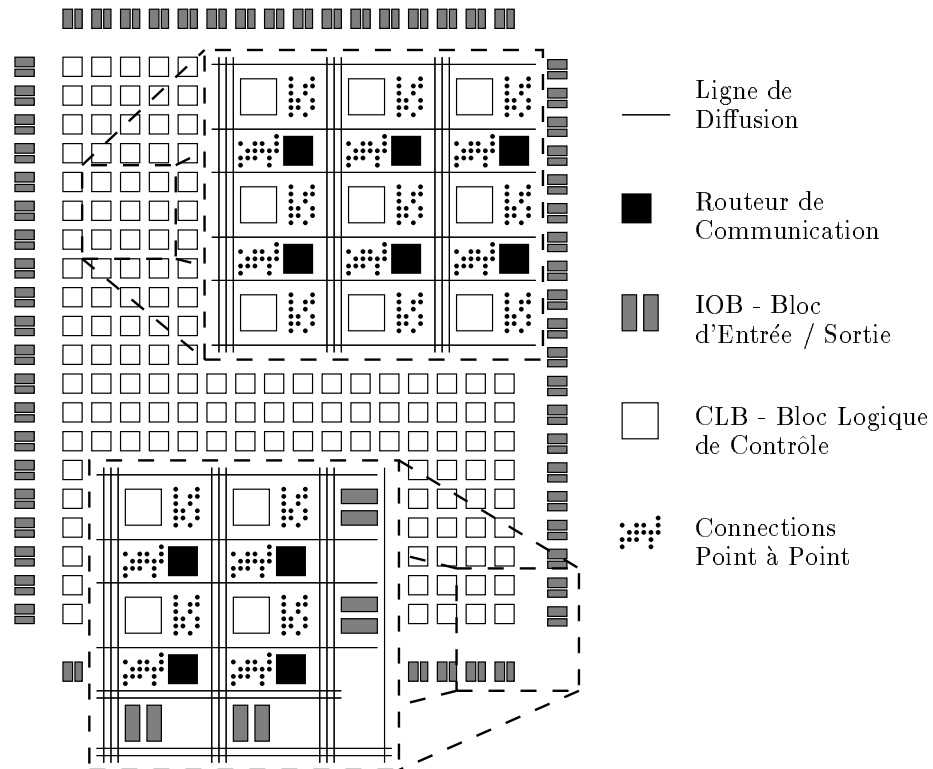 Ligne de
Diffusion
Routeur de
Communication
IOB - Bloc
d'Entrée / Sortie
CLB - Bloc Logique
de Contrôle
Connections
Point à Point